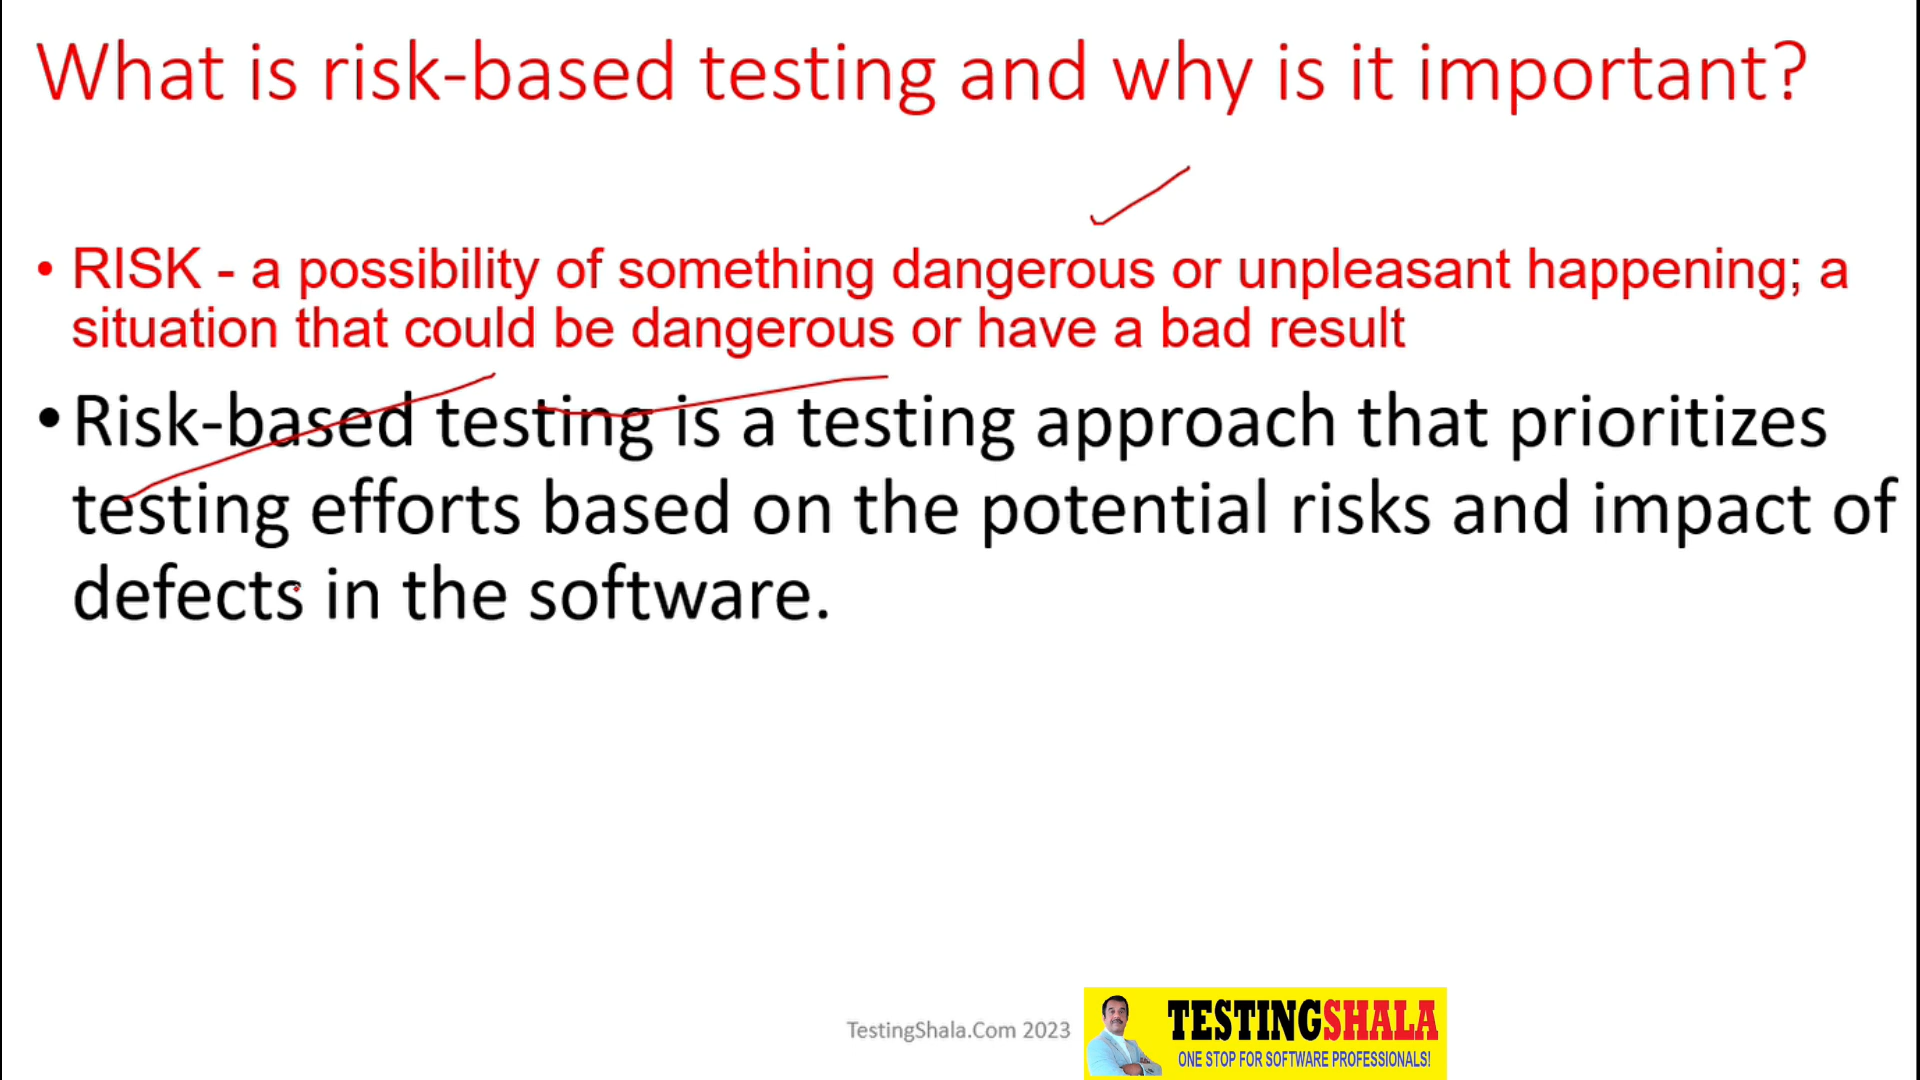 What is risk-based testing and why is it important?
• RISK - a possibility of something dangerous or unpleasant happening; a
situation that could be dangerous or have a bad result
• Risk-based testing is a testing approach that prioritizes
testing efforts based on the potential risks and impact of
defects in the software.
TestingShala.Com 2023
TESTINGSHALA
ONE STOP FOR SOFTWARE PROFESSIONALS!